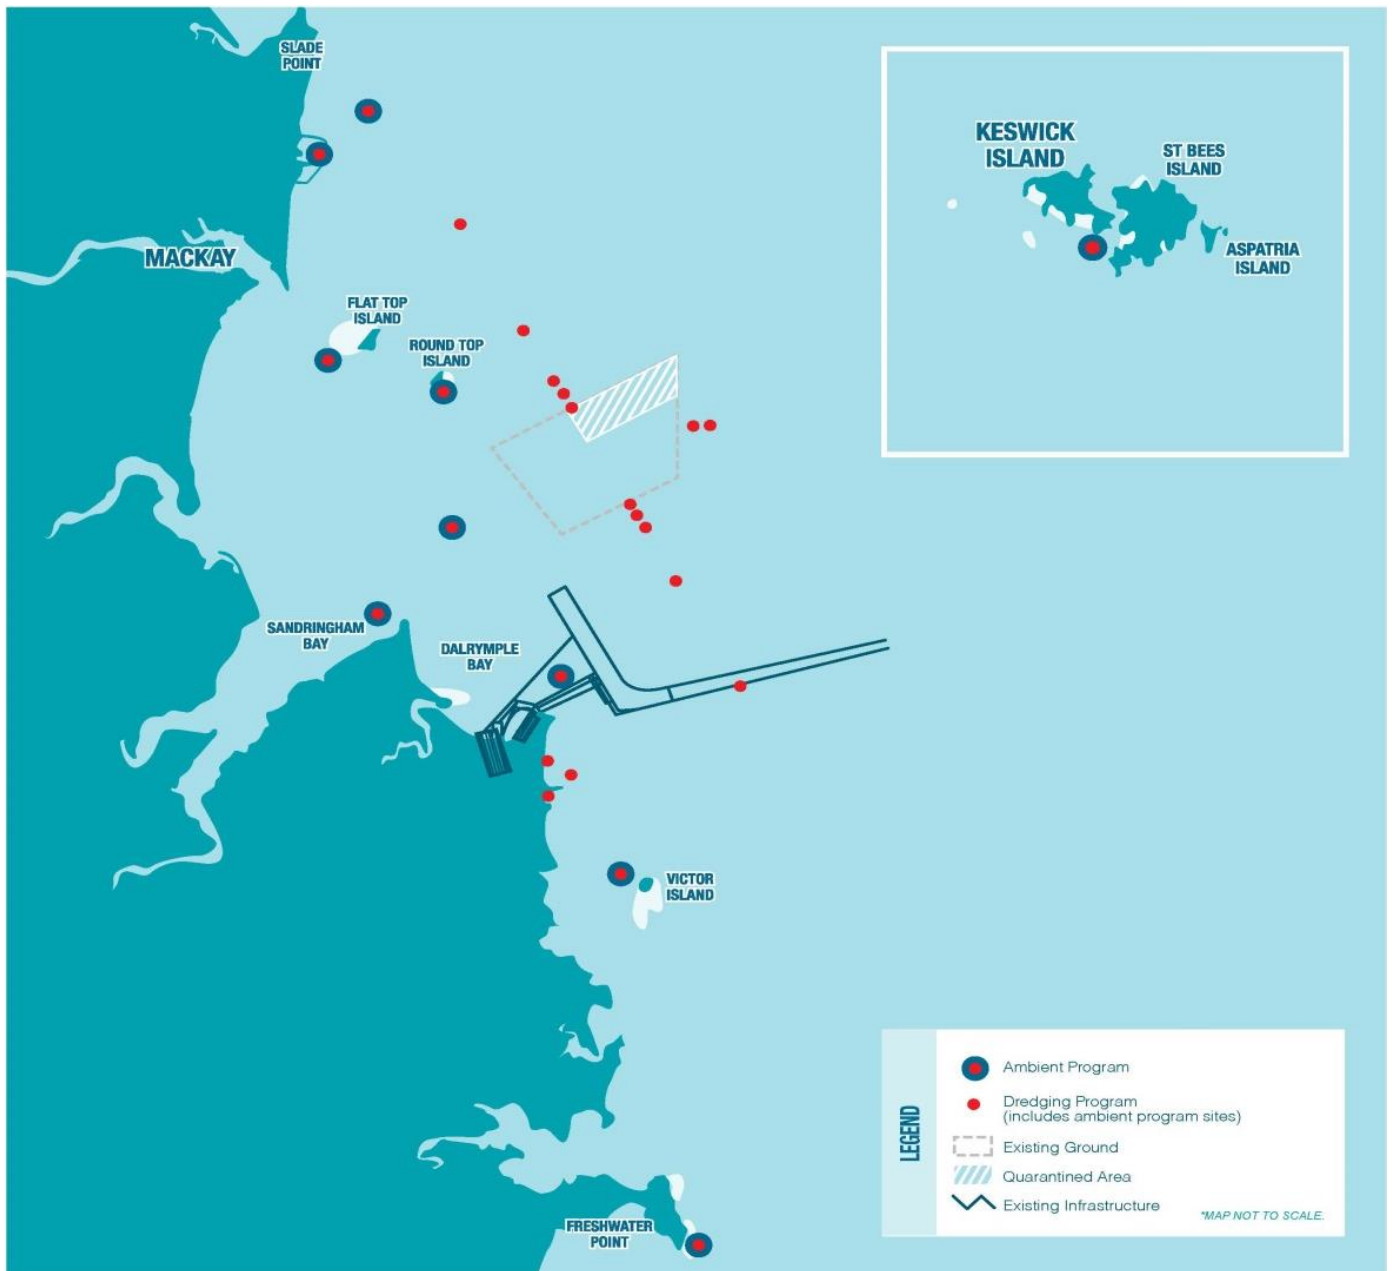 SLADE
POINT
KESWICK
ISLAND
ST BEES
ISLAND
ASPATRIA
ISLAND
MACKAY
FLAT TOP
ISLAND
ROUND TOP
ISLAND
SANDRINGHAM
BAY
DALRYMPLE
BAY
VICTOR
ISLAND
FRESHWATER
POINT
LEGEND
Ambient Program
Dredging Program
(includes ambient program sites)
Existing Ground
Quarantined Area
Existing Infrastructure
*MAP NOT TO SCALE.